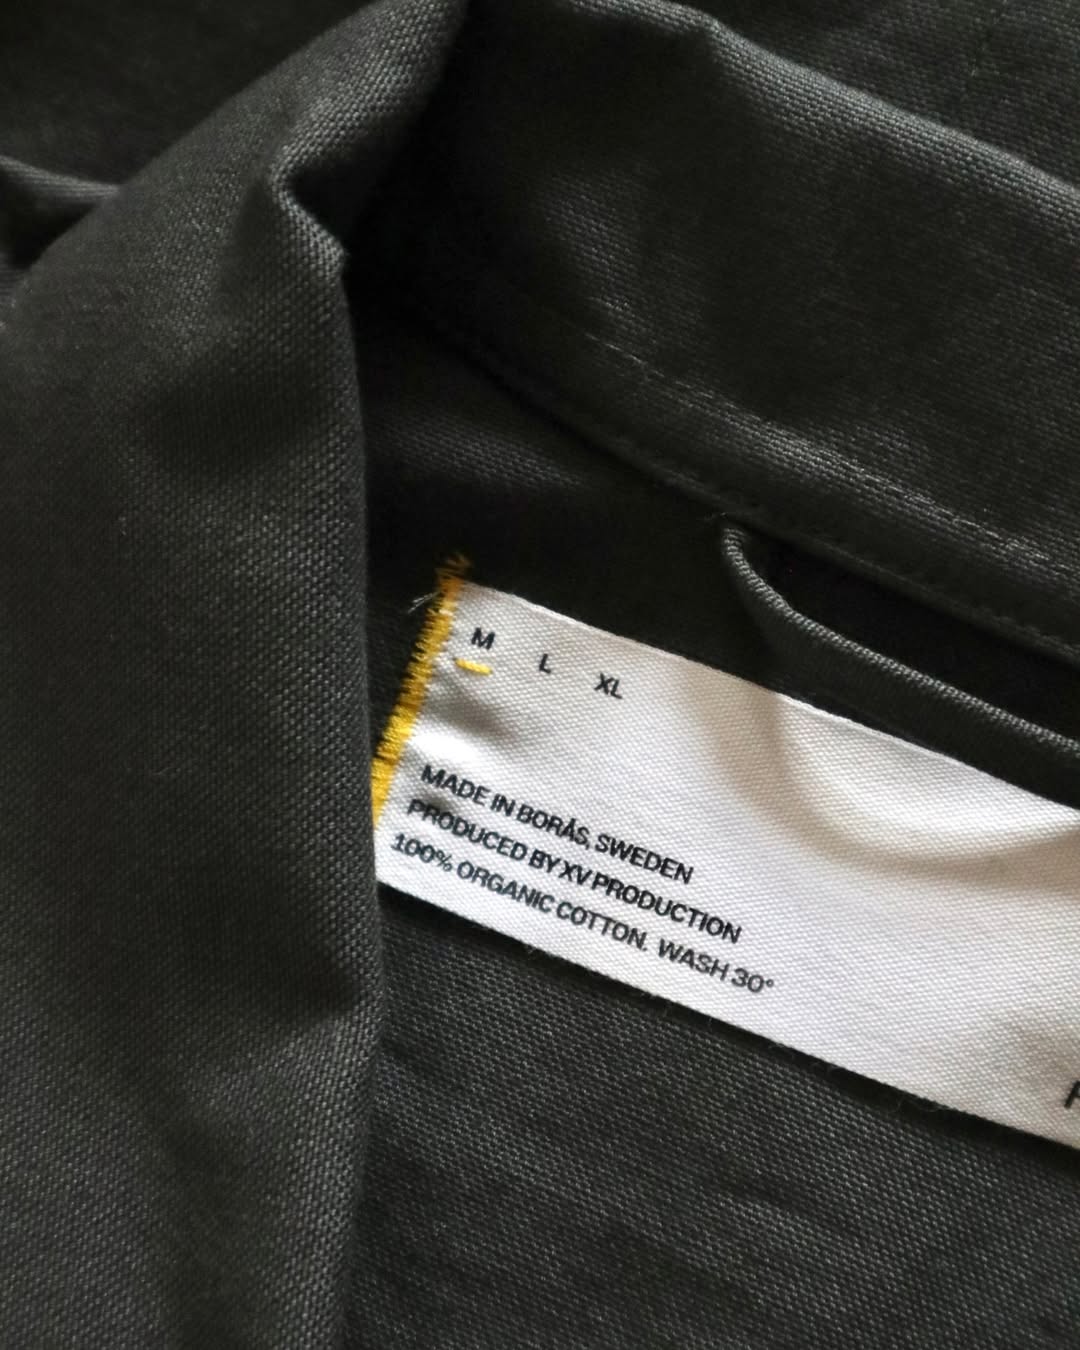 M L XL
MADE IN BORÅS, SWEDEN
PRODUCED BY XV PRODUCTION
100% ORGANIC COTTON. WASH 30°